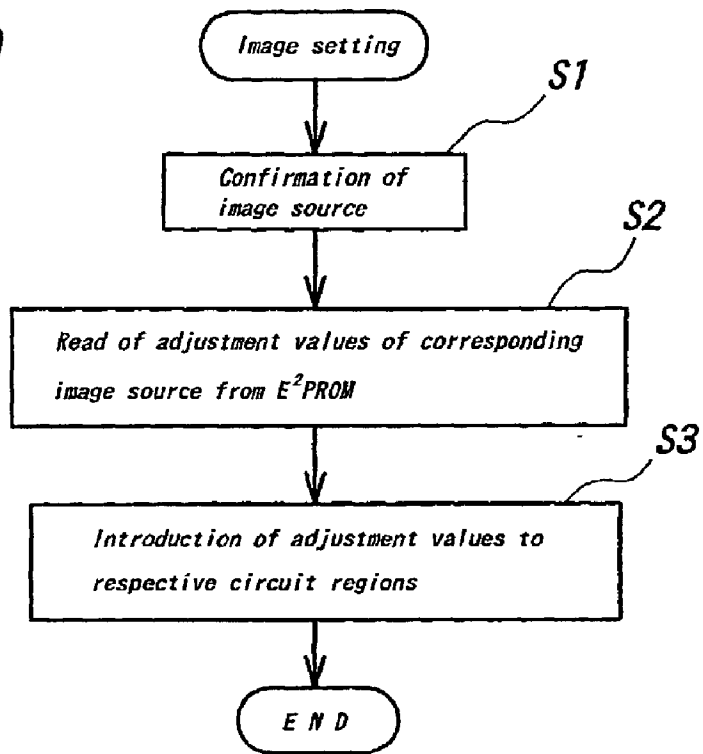 Image setting
S1
Confirmation of
image source
S2
Read of adjustment values of corresponding
image source from E²PROM
S3
Introduction of adjustment values to
respective circuit regions
END